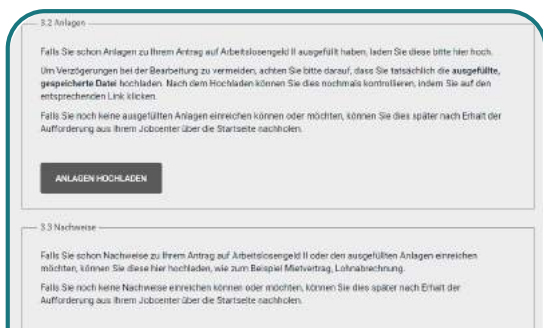 3.2 Anlagen
Falls Sie schon Anlagen zu Ihrem Antrag auf Arbeitslosengeld II ausgefüllt haben, laden Sie diese bitte hier hoch.
Um Verzögerungen bei der Bearbeitung zu vermeiden, achten Sie bitte darauf, dass Sie tatsächlich die ausgefüllte,
gespeicherte Datei hochladen. Nach dem Hochladen können Sie dies nochmals kontrollieren, indem Sie auf den
entsprechenden Link klicken.
Falls Sie noch keine ausgefüllten Anlagen einreichen können oder möchten, können Sie dies später nach Erhalt der
Aufforderung aus Ihrem Jobcenter über die Startseite nachholen.
ANLAGEN HOCHLADEN
3.3 Nachweise
Falls Sie schon Nachweise zu Ihrem Antrag auf Arbeitslosengeld II oder den ausgefüllten Anlagen einreichen
möchten, können Sie diese hier hochladen, wie zum Beispiel Mietvertrag, Lohnabrechnung.
Falls Sie noch keine Nachweise einreichen können oder möchten, können Sie dies später nach Erhalt der
Aufforderung aus Ihrem Jobcenter über die Startseite nachholen.